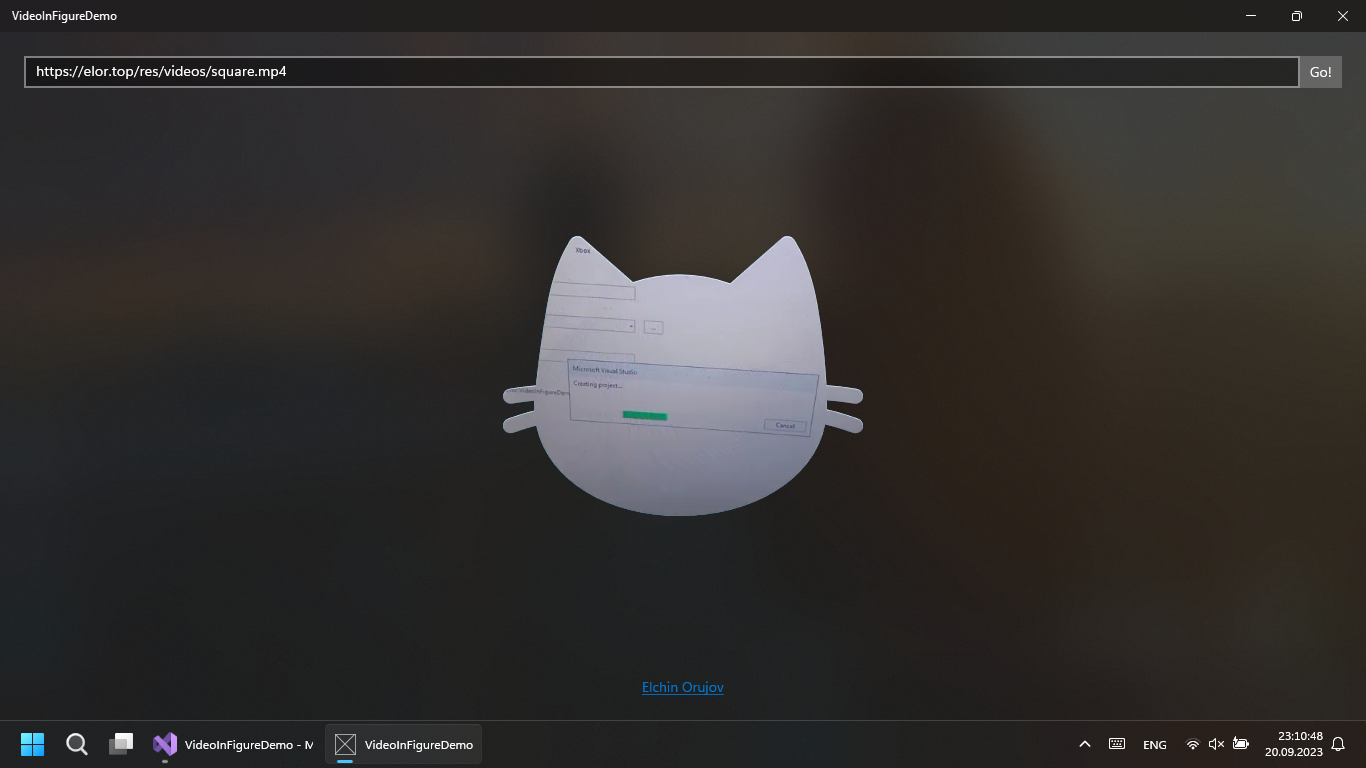 VideoInFigureDemo
https://elor.top/res/videos/square.mp4
Go!
Xbox
...
Microsoft Visual Studio
Creating project...
VideoInFigureDem
Cancel
Elchin Orujov
VideoInFigureDemo - M
VideoInFigureDemo
ENG
23:10:48
20.09.2023